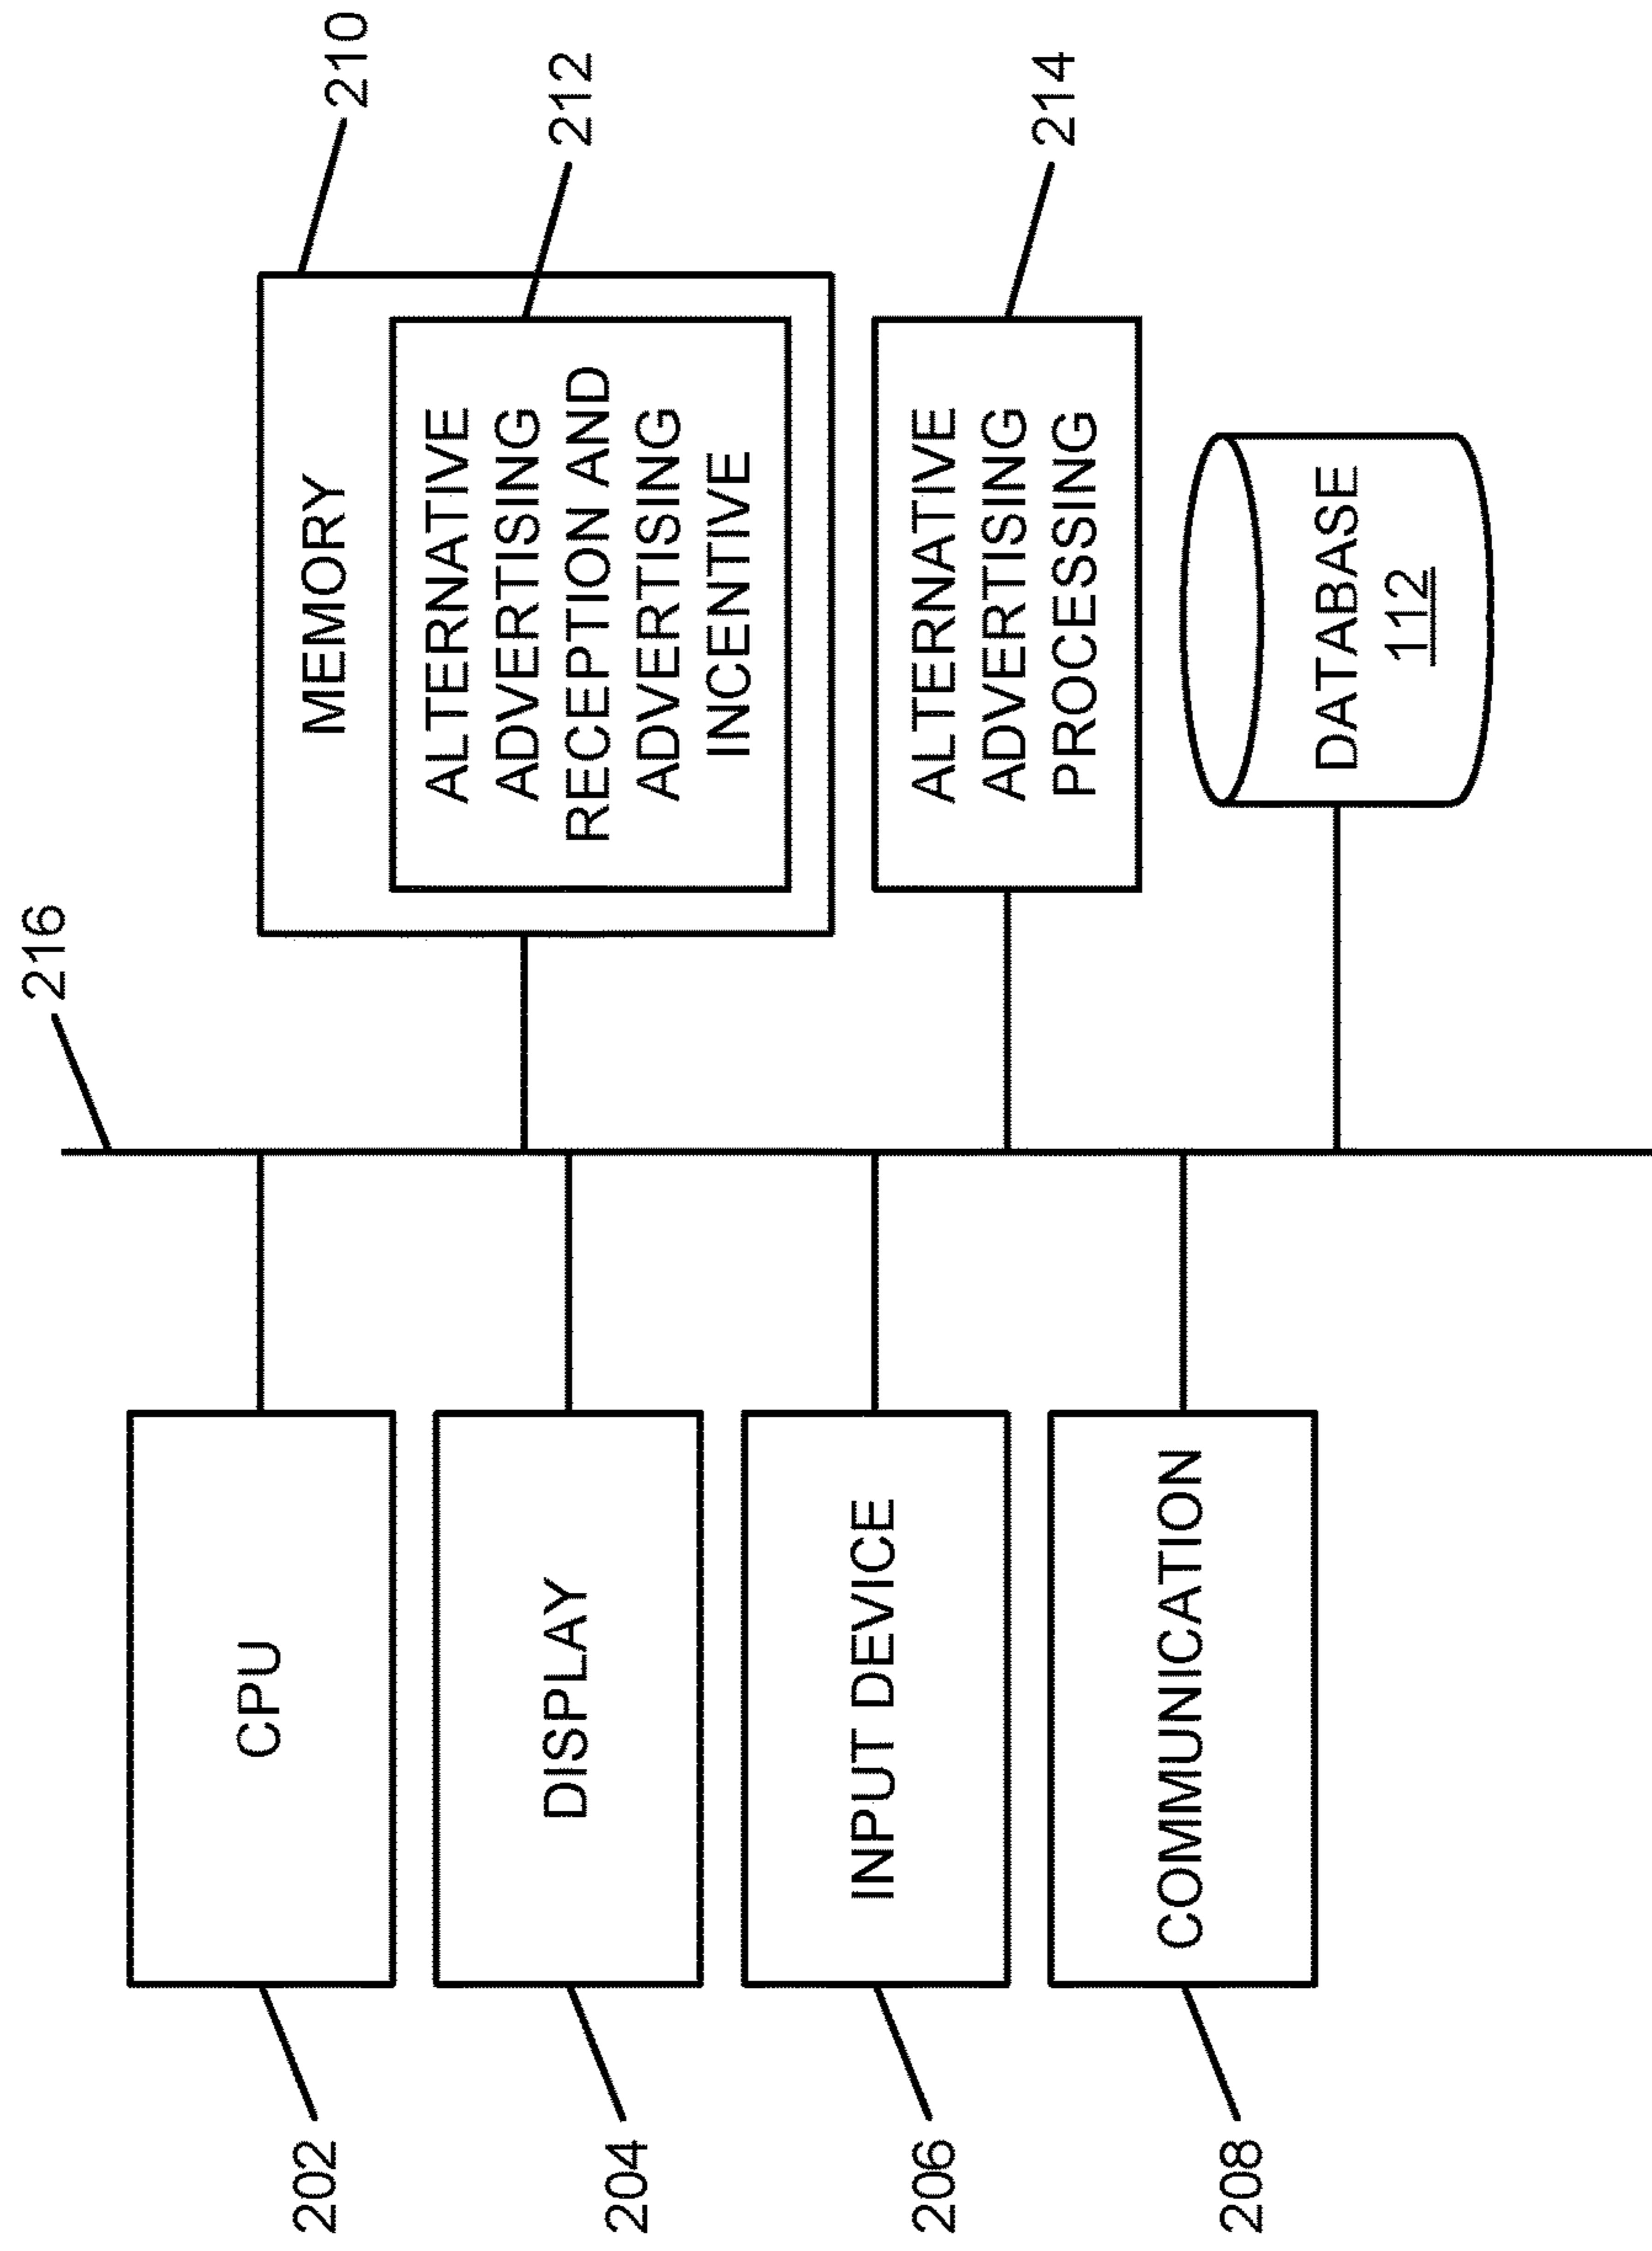 216
210
MEMORY
212
ALTERNATIVE
ADVERTISING
RECEPTION AND
ADVERTISING
INCENTIVE
214
ALTERNATIVE
ADVERTISING
PROCESSING
DATABASE
112
CPU
202
DISPLAY
204
INPUT DEVICE
206
COMMUNICATION
208